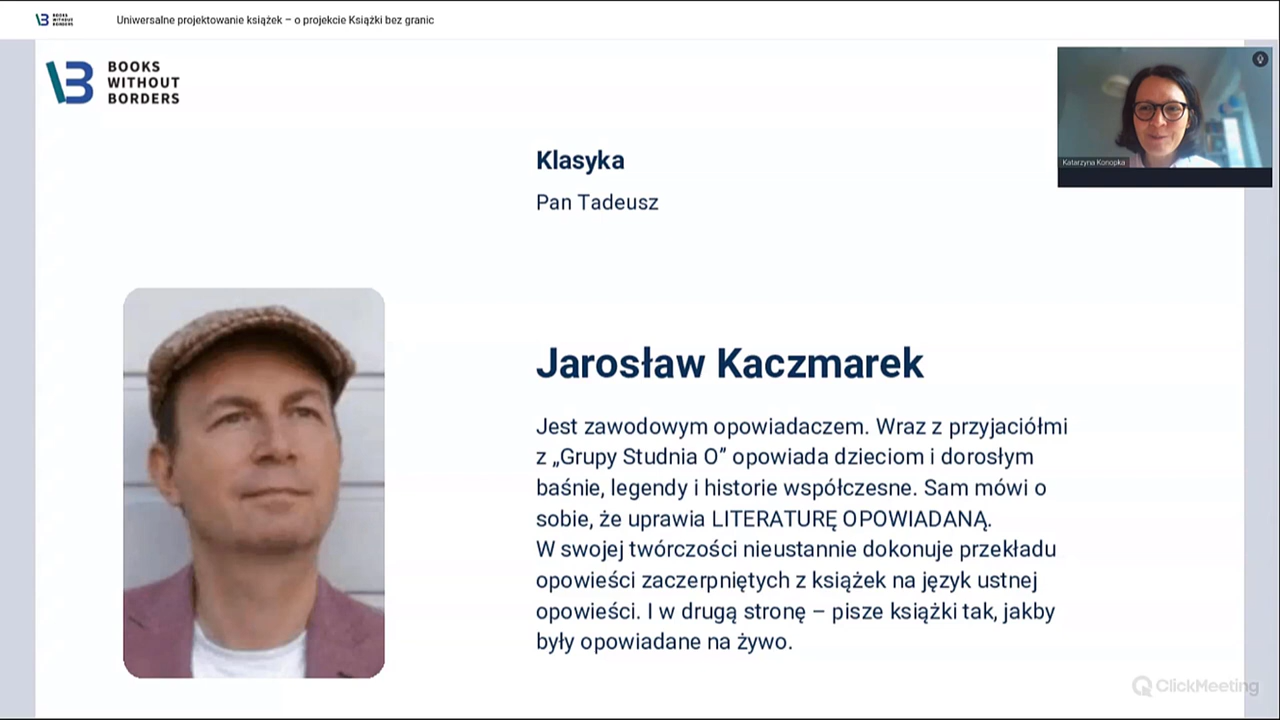 BOOKS
WITHOUT
BORDERS
Uniwersalne projektowanie książek – o projekcie Książki bez granic
BOOKS
WITHOUT
BORDERS
Katarzyna Konopka
Klasyka
Pan Tadeusz
Jarosław Kaczmarek
Jest zawodowym opowiadaczem. Wraz z przyjaciółmi
z „Grupy Studnia O” opowiada dzieciom i dorosłym
baśnie, legendy i historie współczesne. Sam mówi o
sobie, że uprawia LITERATURĘ OPOWIADANĄ.
W swojej twórczości nieustannie dokonuje przekładu
opowieści zaczerpniętych z książek na język ustnej
opowieści. I w drugą stronę – pisze książki tak, jakby
były opowiadane na żywo.
ClickMeeting